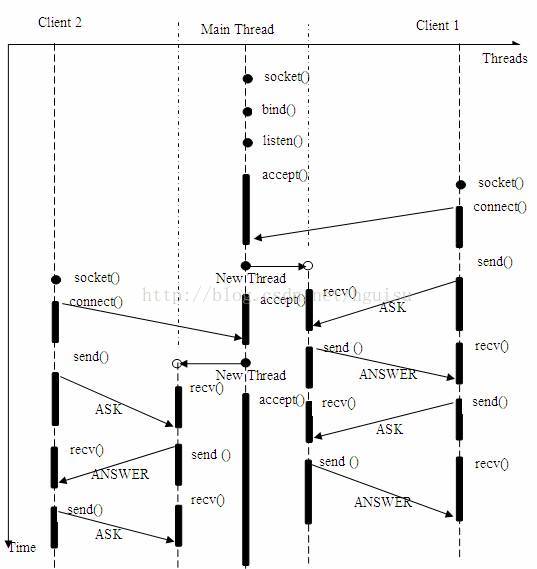 Client 2
Main Thread
Client 1
Threads
socket()
bind()
listen()
accept()
socket()
connect()
send()
New Thread
socket()
http://blog.csdn.net/hguisu
connect()
accept()
recv()
ASK
send()
send ()
recv()
New Thread
ANSWER
recv()
accept()
recv()
send()
ASK
ASK
recv()
send ()
send ()
recv()
ANSWER
recv()
ANSWER
send()
ASK
Time